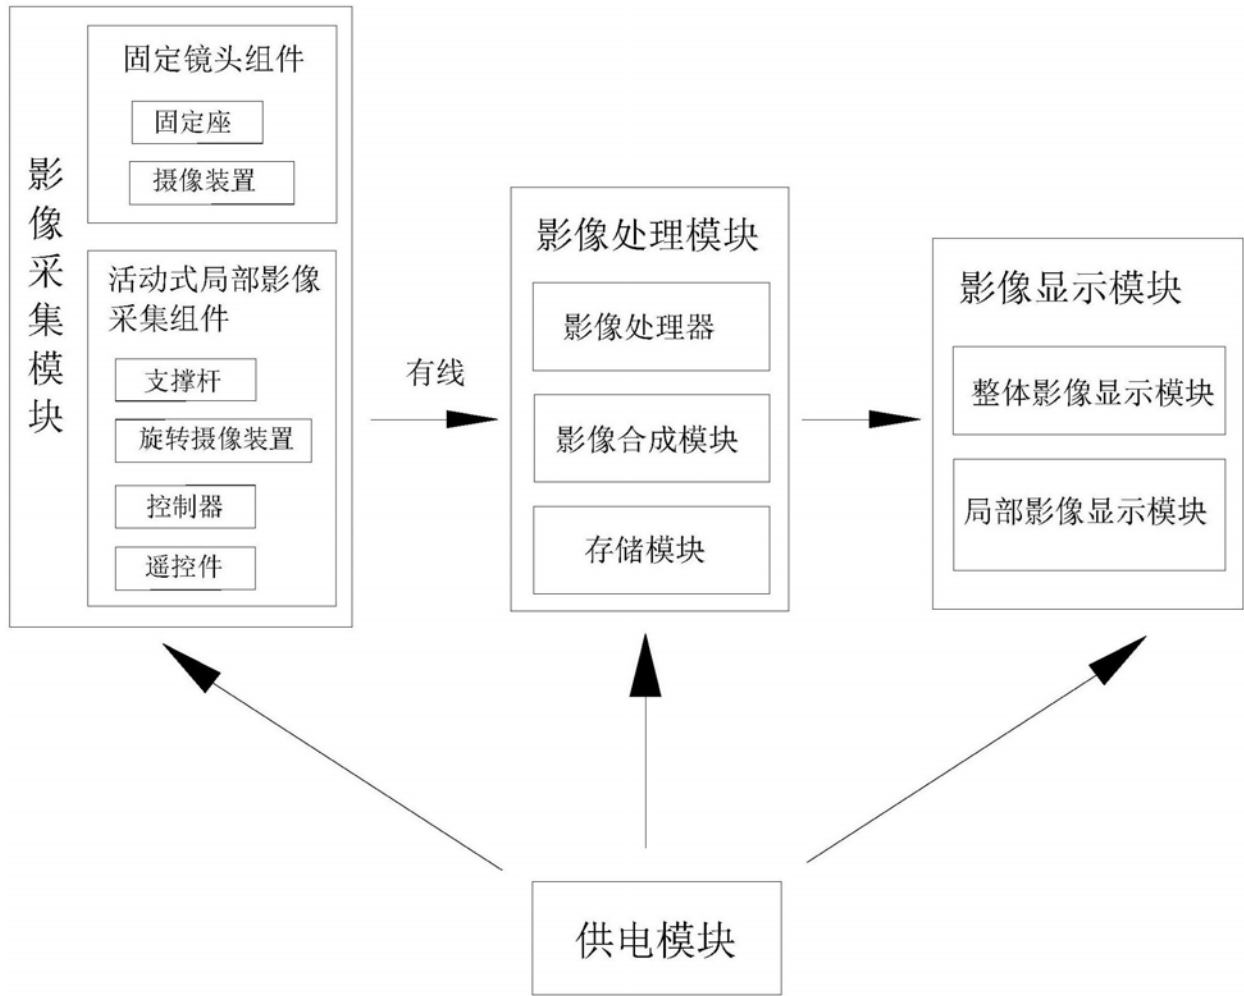 影像采集模块
固定镜头组件
固定座
摄像装置
活动式局部影像
采集组件
支撑杆
旋转摄像装置
控制器
遥控件
有线
影像处理模块
影像处理器
影像合成模块
存储模块
影像显示模块
整体影像显示模块
局部影像显示模块
供电模块